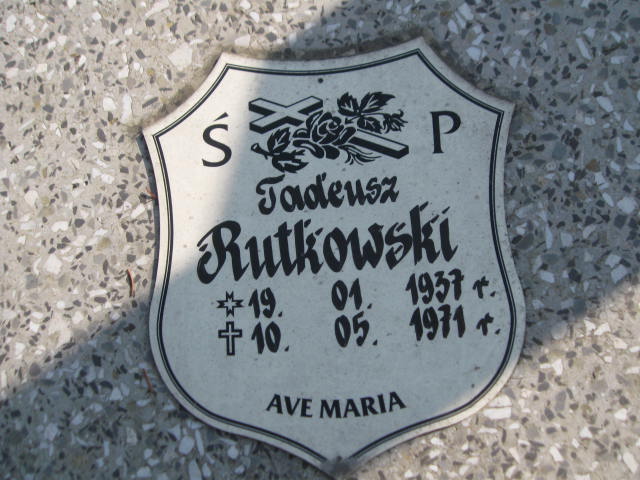 Ś P
Tadeusz
Rutkowski
19. 01. 1937 r.
10. 05. 1971 r.
AVE MARIA